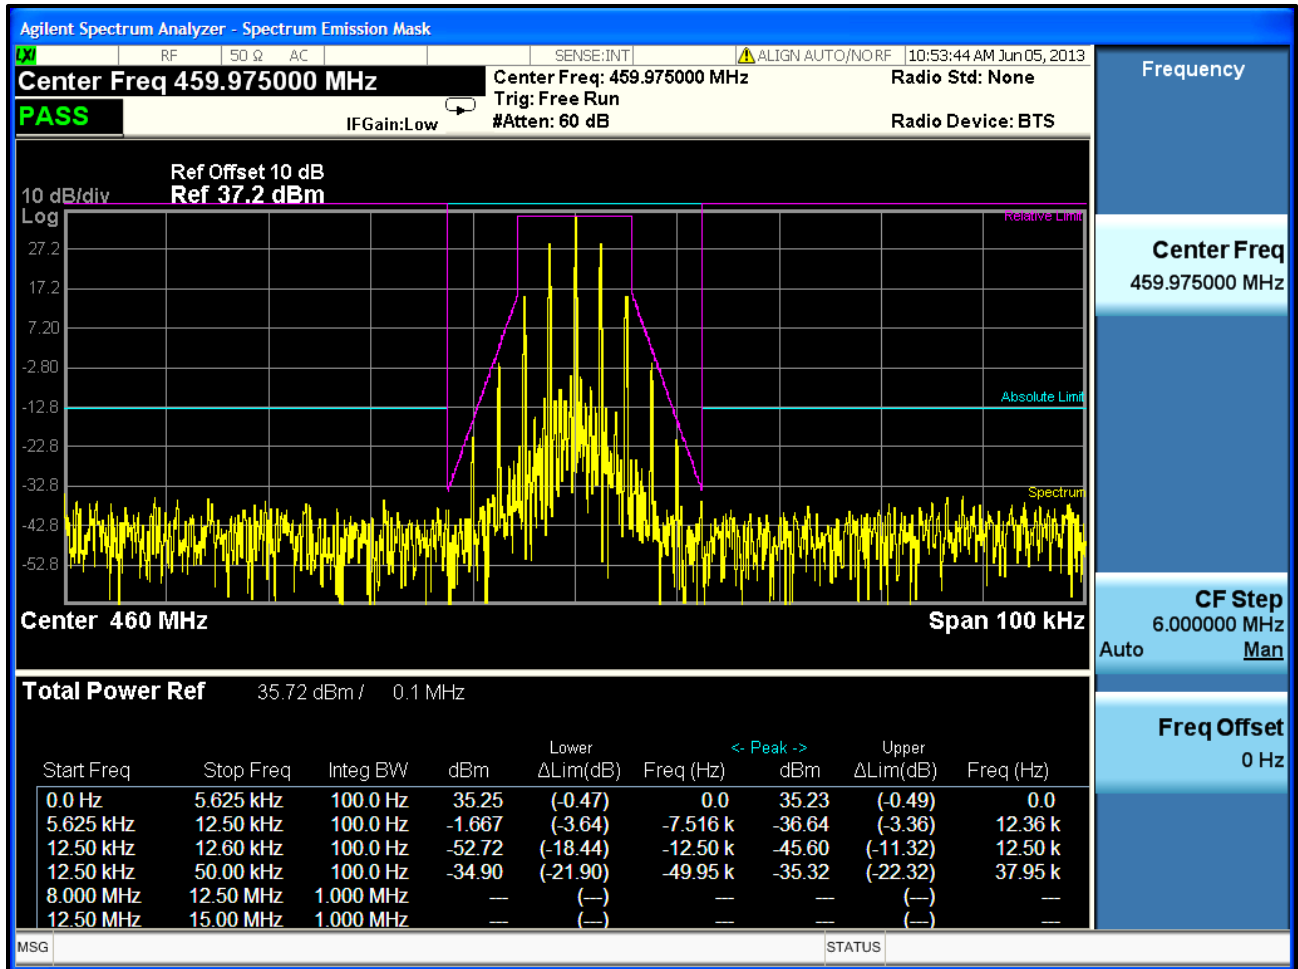 Agilent Spectrum Analyzer - Spectrum Emission Mask
LXI RF 50 Ω AC SENSE:INT ALIGN AUTO/NO RF 10:53:44 AM Jun 05, 2013
Center Freq 459.975000 MHz
Center Freq: 459.975000 MHz
Radio Std: None
Trig: Free Run
PASS
IFGain:Low
#Atten: 60 dB
Radio Device: BTS
Ref Offset 10 dB
10 dB/div Ref 37.2 dBm
Log
Relative Limit
27.2
17.2
7.20
-2.80
-12.8
Absolute Limit
-22.8
-32.8
Spectrum
-42.8
-52.8
Center 460 MHz
Span 100 kHz
Total Power Ref 35.72 dBm / 0.1 MHz
Lower <- Peak -> Upper
Start Freq Stop Freq Integ BW dBm ΔLim(dB) Freq (Hz) dBm ΔLim(dB) Freq (Hz)
0.0 Hz 5.625 kHz 100.0 Hz 35.25 (-0.47) 0.0 35.23 (-0.49) 0.0
5.625 kHz 12.50 kHz 100.0 Hz -1.667 (-3.64) -7.516 k -36.64 (-3.36) 12.36 k
12.50 kHz 12.60 kHz 100.0 Hz -52.72 (-18.44) -12.50 k -45.60 (-11.32) 12.50 k
12.50 kHz 50.00 kHz 100.0 Hz -34.90 (-21.90) -49.95 k -35.32 (-22.32) 37.95 k
8.000 MHz 12.50 MHz 1.000 MHz --- (---) --- --- (---) ---
12.50 MHz 15.00 MHz 1.000 MHz --- (---) --- --- (---) ---
MSG
STATUS
Frequency
Center Freq
459.975000 MHz
CF Step
6.000000 MHz
Auto Man
Freq Offset
0 Hz